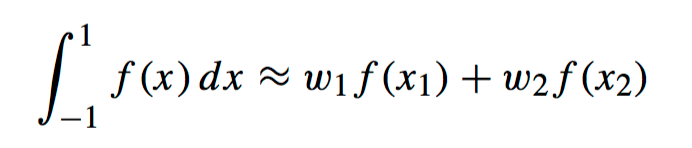 ∫_{-1}^{1} f(x) dx ≈ w₁f(x₁) + w₂f(x₂)